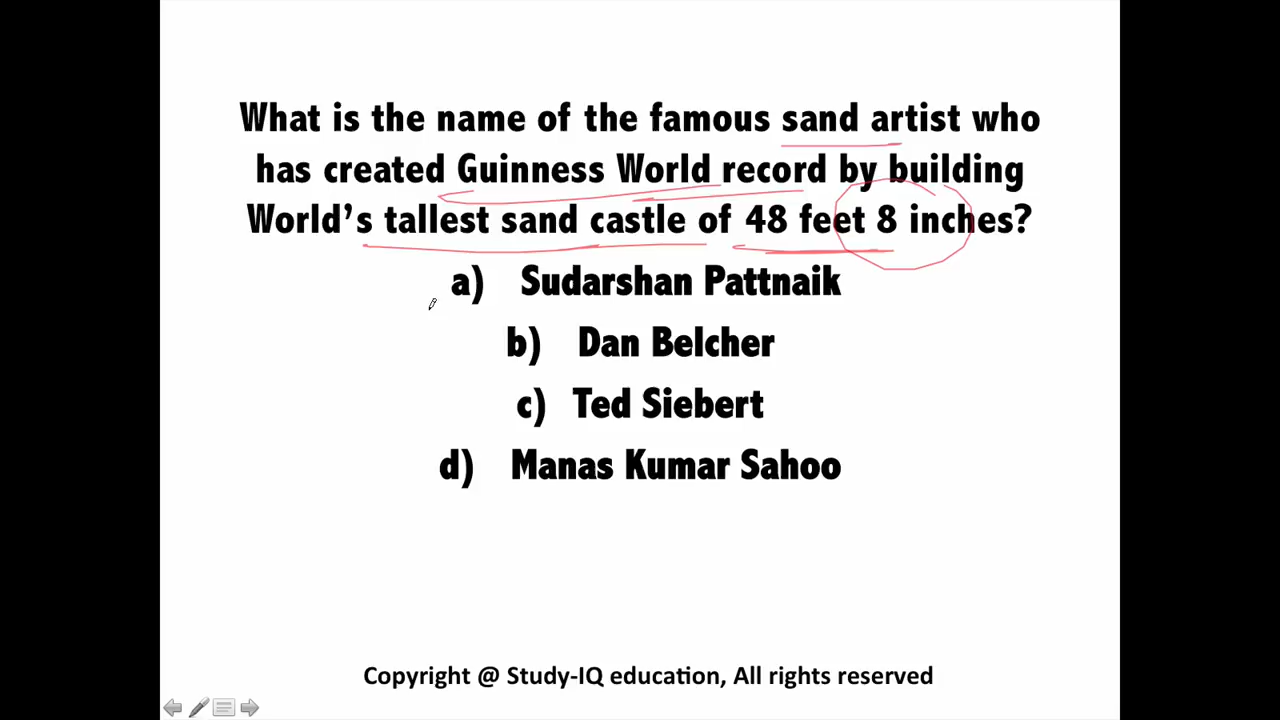 What is the name of the famous sand artist who
has created Guinness World record by building
World's tallest sand castle of 48 feet 8 inches?
a) Sudarshan Pattnaik
b) Dan Belcher
c) Ted Siebert
d) Manas Kumar Sahoo
Copyright @ Study-IQ education, All rights reserved